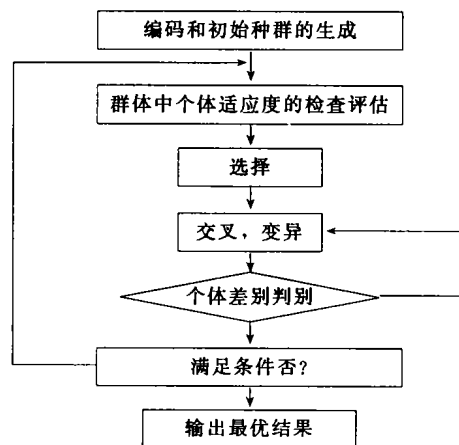 编码和初始种群的生成
群体中个体适应度的检查评估
选择
交叉，变异
个体差别判别
满足条件否?
输出最优结果